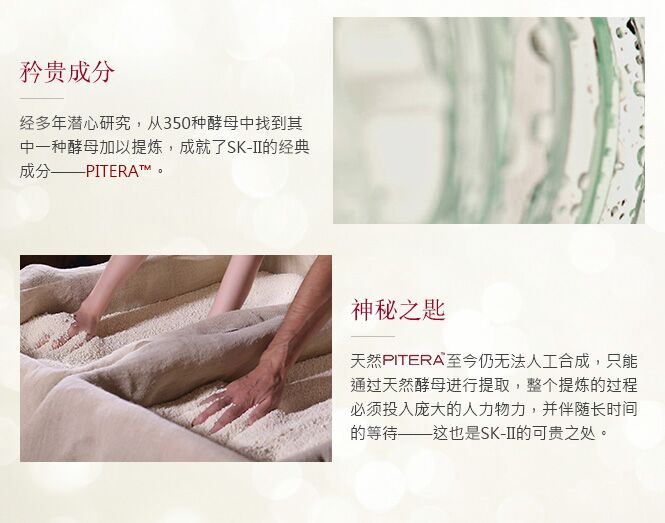 矜贵成分
经多年潜心研究，从350种酵母中找到其
中一种酵母加以提炼，成就了SK-II的经典
成分——PITERA™。
神秘之匙
天然PITERA™至今仍无法人工合成，只能
通过天然酵母进行提取，整个提炼的过程
必须投入庞大的人力物力，并伴随长时间
的等待——这也是SK-II的可贵之处。